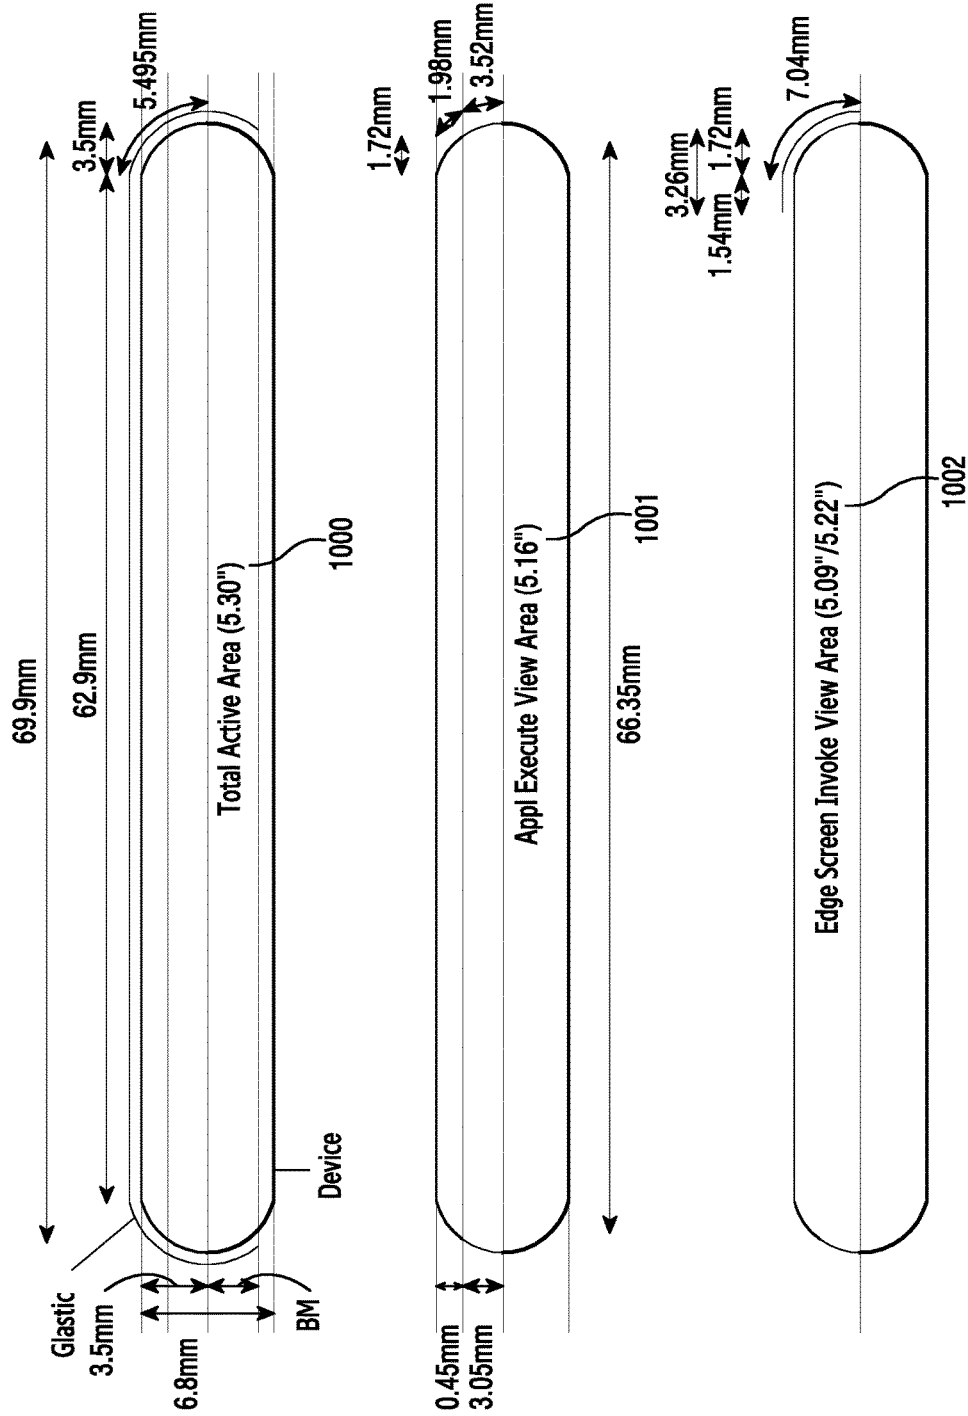 69.9mm
62.9mm
3.5mm
5.495mm
Glastic
3.5mm
6.8mm
BM
Device
Total Active Area (5.30")
1000
1.72mm
1.98mm
3.52mm
0.45mm
3.05mm
Appl Execute View Area (5.16")
1001
66.35mm
3.26mm
1.54mm
1.72mm
7.04mm
Edge Screen Invoke View Area (5.09"/5.22")
1002